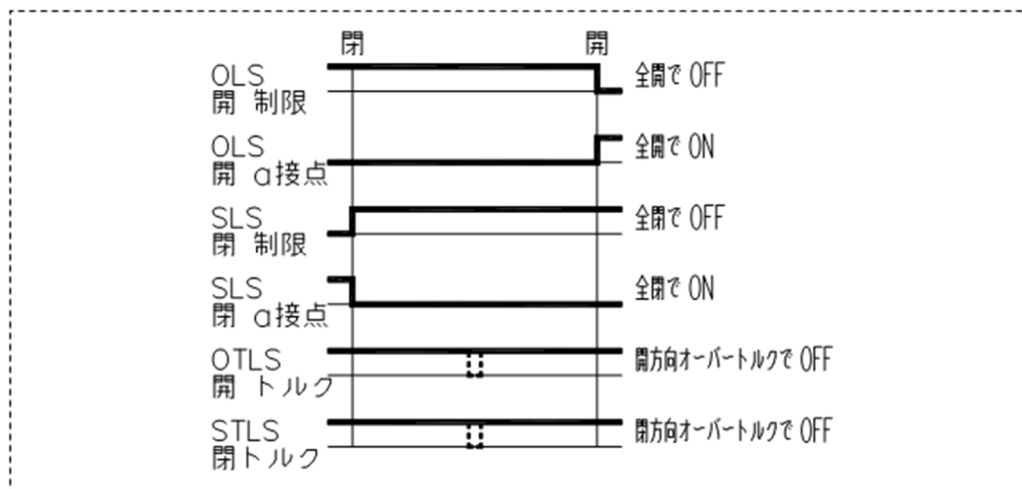 閉 開
OLS
開 制限
全開で OFF
OLS
開 a接点
全開で ON
SLS
閉 制限
全閉で OFF
SLS
閉 a接点
全閉で ON
OTLS
開 トルク
開方向オーバートルクで OFF
STLS
閉トルク
閉方向オーバートルクで OFF